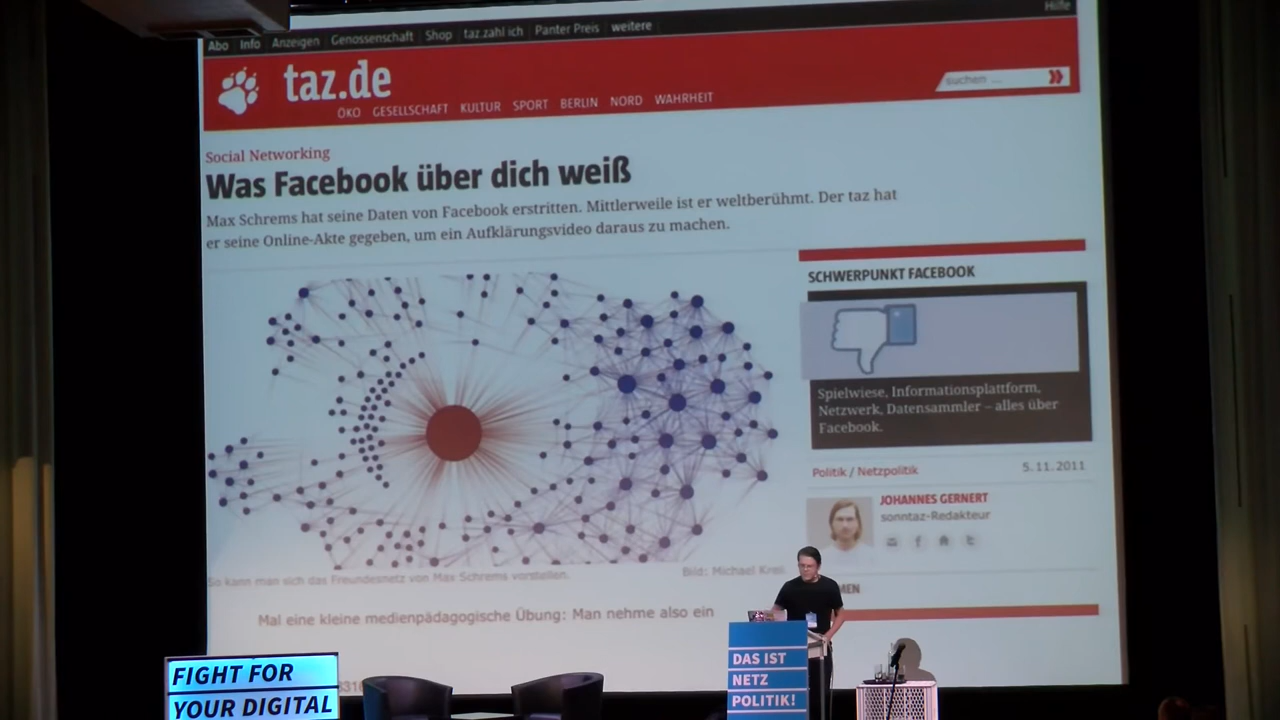 Hilfe
Abo Info Anzeigen Genossenschaft Shop taz.zahl ich Panter Preis weitere
taz.de
suchen ...
ÖKO GESELLSCHAFT KULTUR SPORT BERLIN NORD WAHRHEIT
Social Networking
Was Facebook über dich weiß
Max Schrems hat seine Daten von Facebook erstritten. Mittlerweile ist er weltberühmt. Der taz hat
er seine Online-Akte gegeben, um ein Aufklärungsvideo daraus zu machen.
SCHWERPUNKT FACEBOOK
Spielwiese, Informationsplattform,
Netzwerk, Datensammler – alles über
Facebook.
Politik / Netzpolitik 5.11.2011
JOHANNES GERNERT
sonntaz-Redakteur
So kann man sich das Freundesnetz von Max Schrems vorstellen. Bild: Michael Kreil
MEN
Mal eine kleine medienpädagogische Übung: Man nehme also ein
FIGHT FOR
YOUR DIGITAL
DAS IST
NETZ
POLITIK!